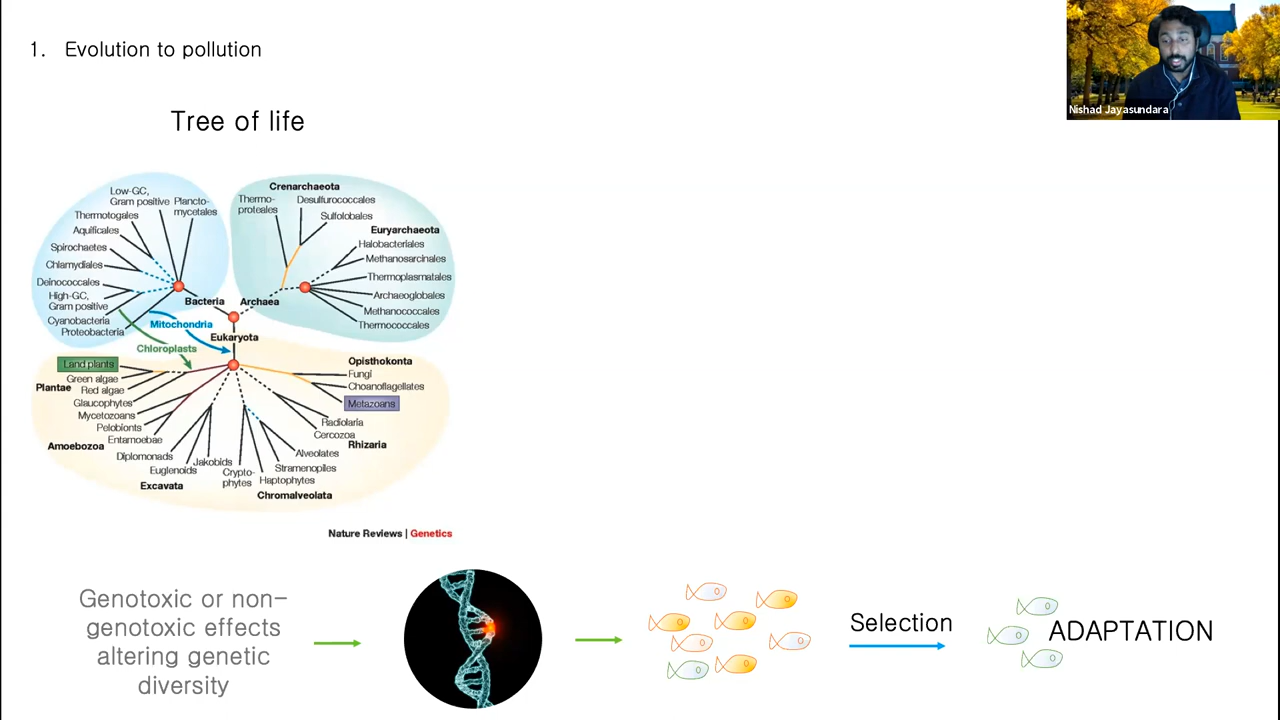 1. Evolution to pollution
Nishad Jayasundara
Tree of life
Low-GC,
Gram positive
Plancto-
mycetales
Thermotogales
Aquificales
Spirochaetes
Chlamydiales
Deinococcales
High-GC,
Gram positive
Cyanobacteria
Proteobacteria
Bacteria
Crenarchaeota
Thermo-
proteales
Desulfurococcales
Sulfolobales
Euryarchaeota
Halobacteriales
Methanosarcinales
Thermoplasmatales
Archaeoglobales
Methanococcales
Thermococcales
Archaea
Mitochondria
Eukaryota
Chloroplasts
Land plants
Green algae
Plantae
Red algae
Glaucophytes
Mycetozoans
Pelobionts
Entamoebae
Amoebozoa
Diplomonads
Euglenoids
Jakobids
Excavata
Crypto-
phytes
Haptophytes
Stramenopiles
Alveolates
Chromalveolata
Opisthokonta
Fungi
Choanoflagellates
Metazoans
Radiolaria
Cercozoa
Rhizaria
Nature Reviews | Genetics
Genotoxic or non-
genotoxic effects
altering genetic
diversity
Selection
ADAPTATION